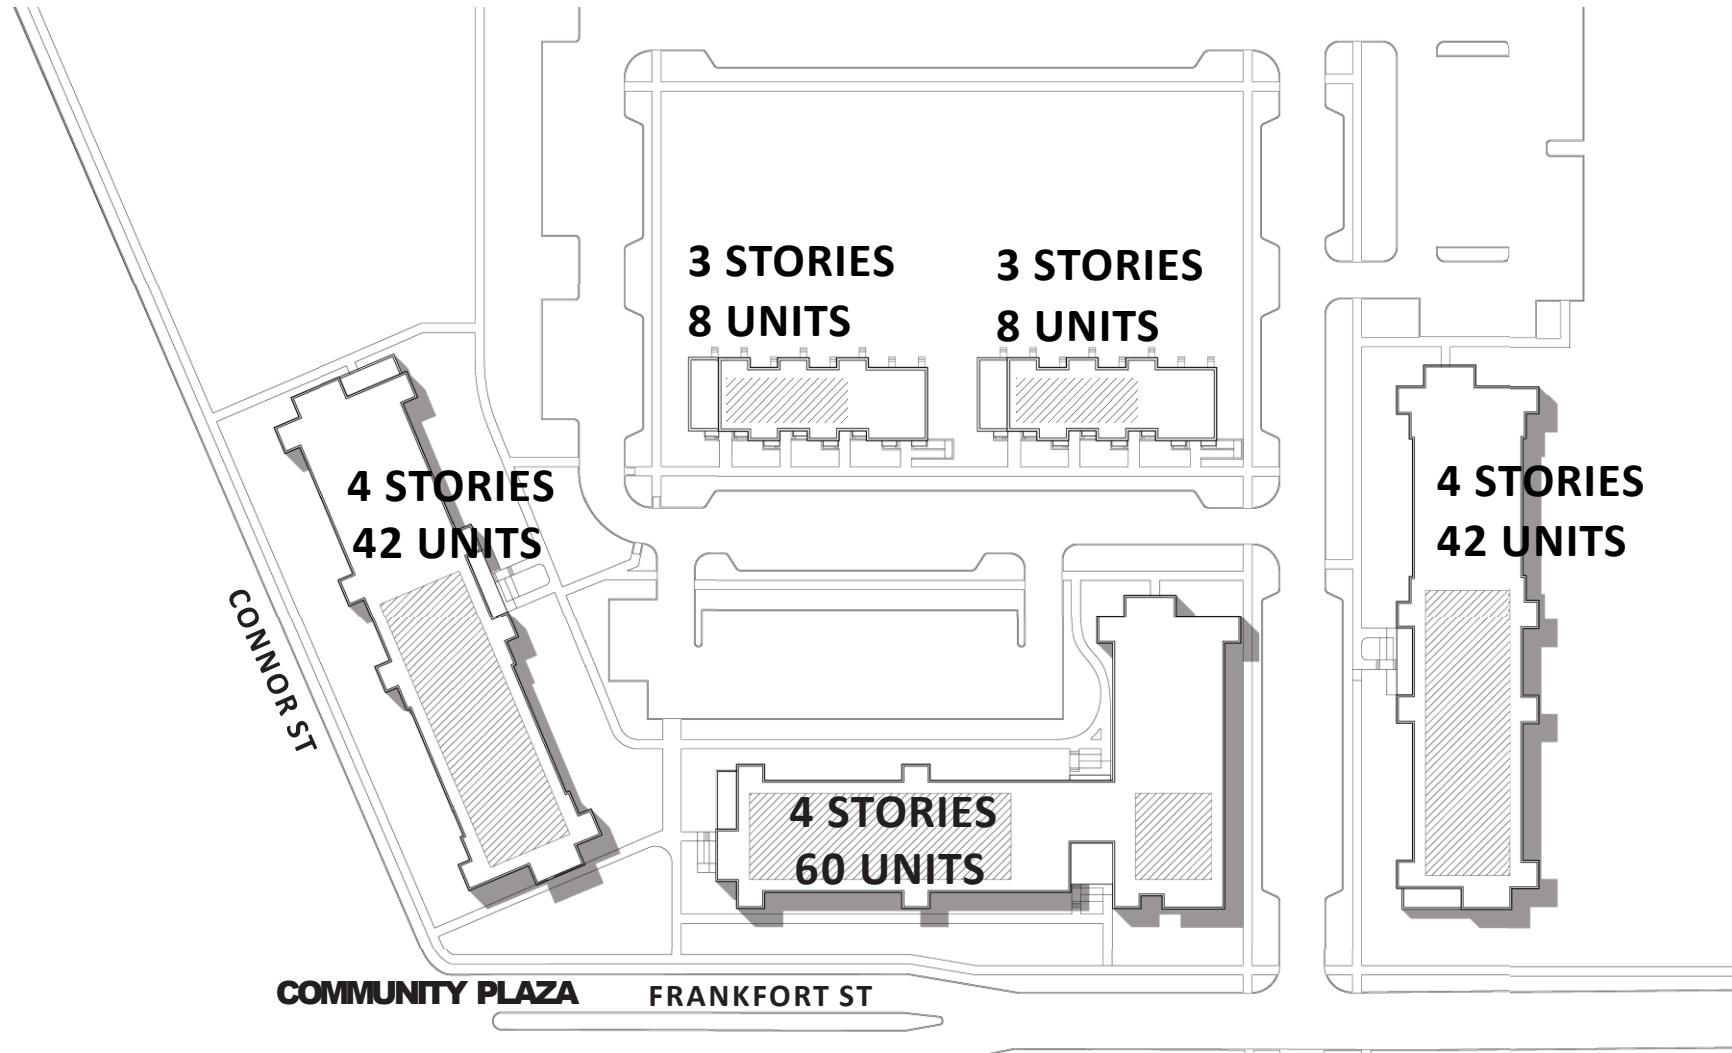 3 STORIES
8 UNITS
3 STORIES
8 UNITS
4 STORIES
42 UNITS
4 STORIES
42 UNITS
CONNOR ST
4 STORIES
60 UNITS
COMMUNITY PLAZA
FRANKFORT ST